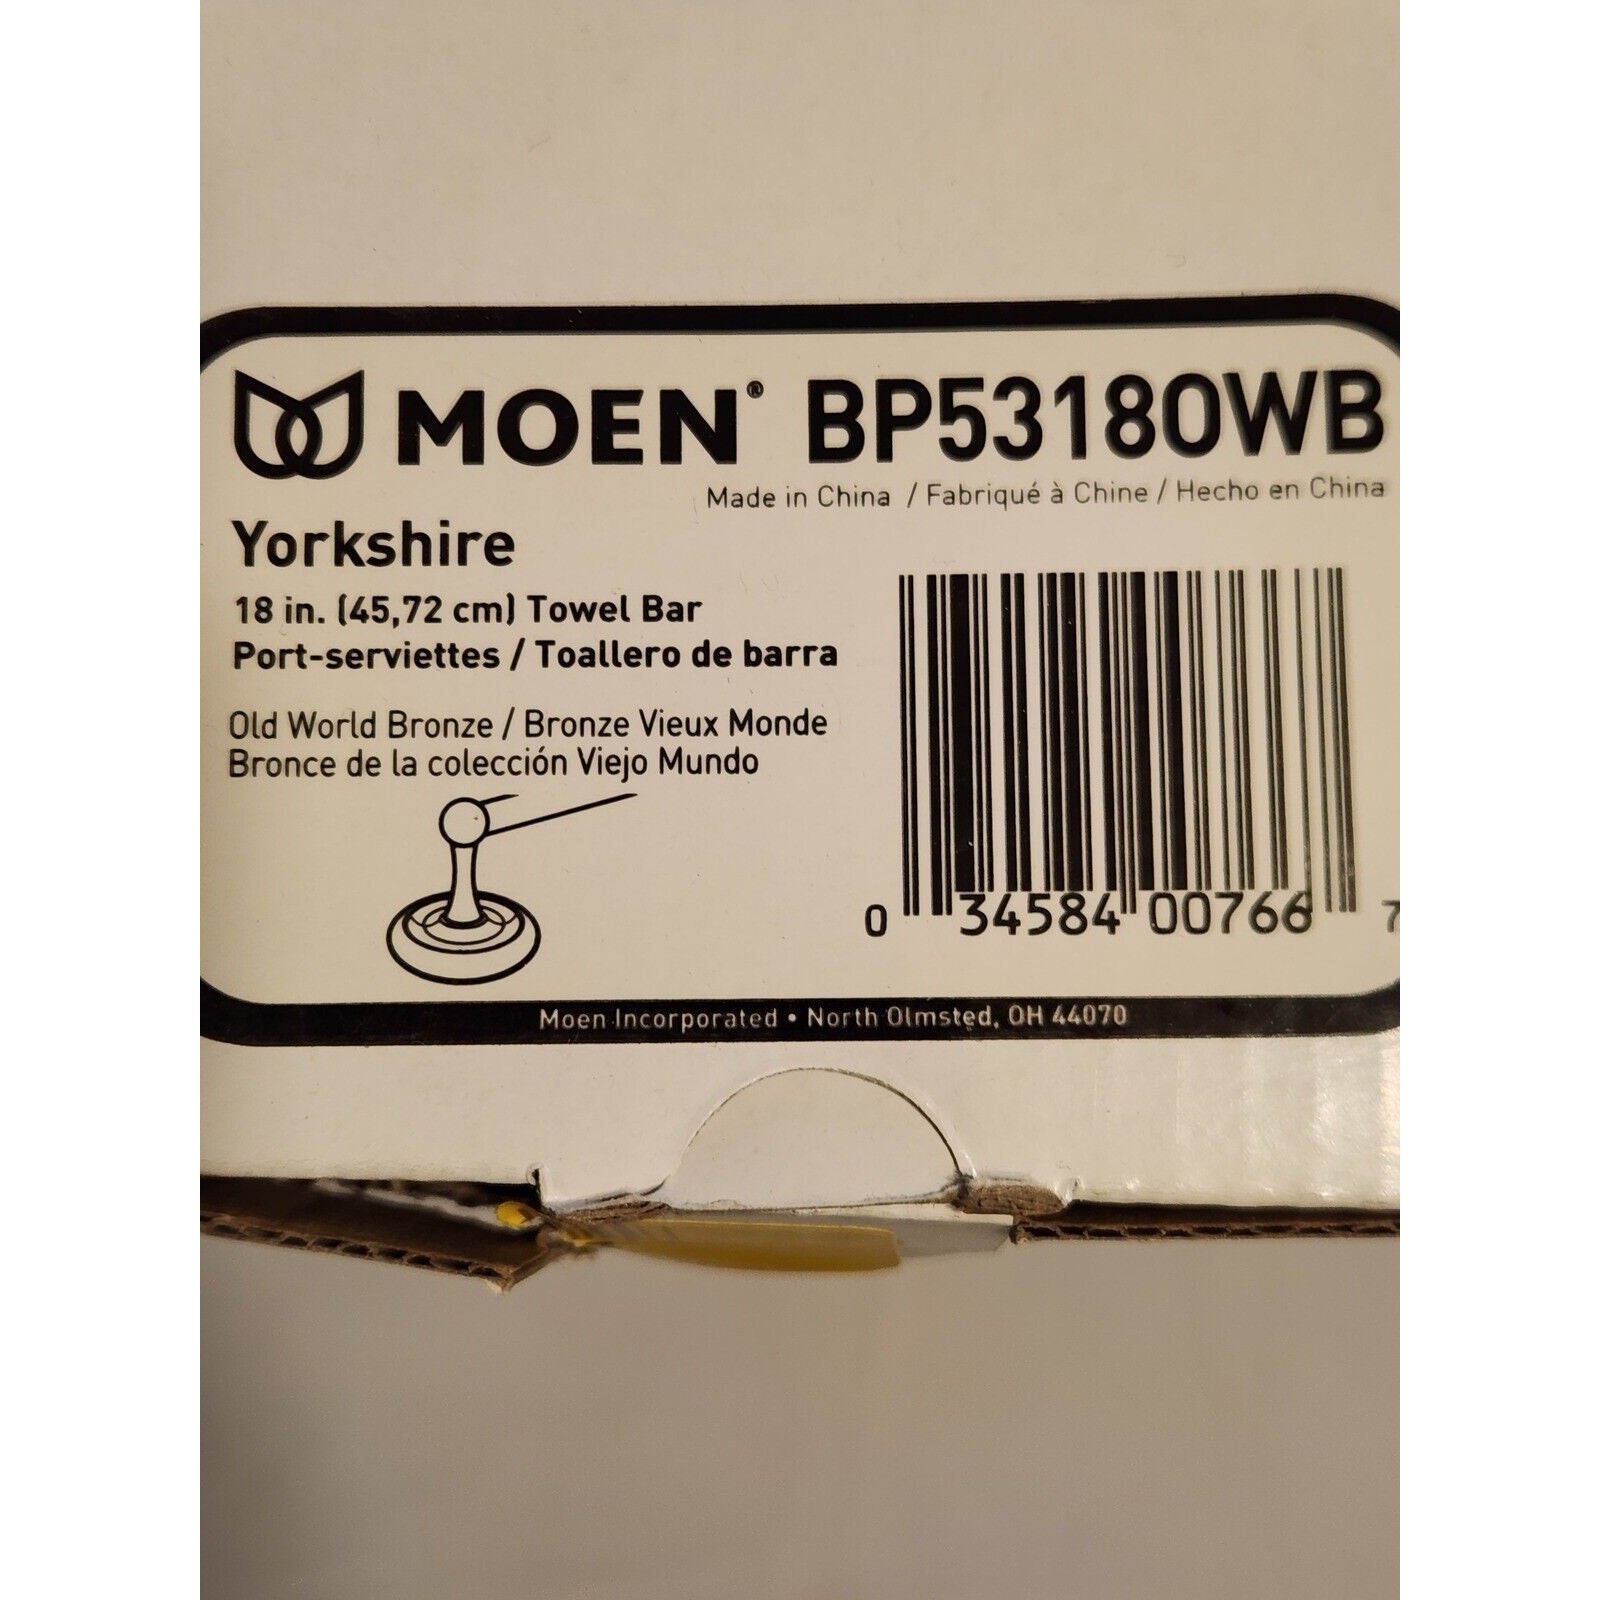 MOEN® BP5318OWB
Made in China / Fabriqué à Chine / Hecho en China
Yorkshire
18 in. (45,72 cm) Towel Bar
Port-serviettes / Toallero de barra
Old World Bronze / Bronze Vieux Monde
Bronce de la colección Viejo Mundo
0 34584 00766 7
Moen Incorporated • North Olmsted, OH 44070